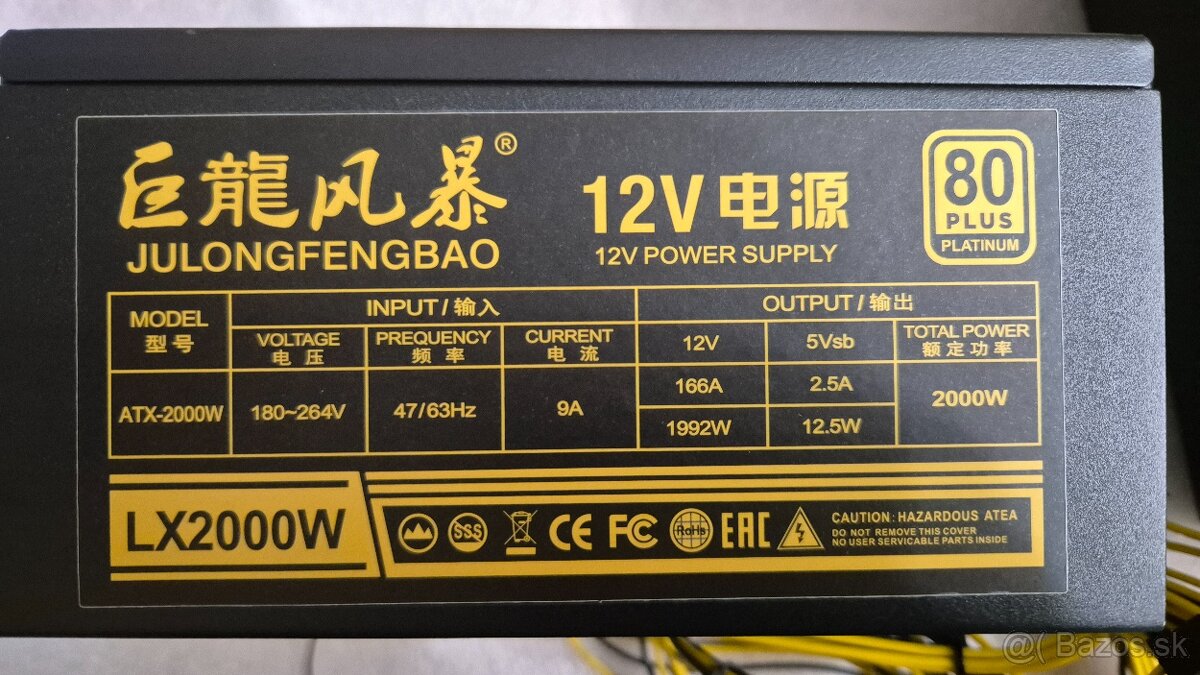 巨龍风暴®
JULONGFENGBAO
12V电源
12V POWER SUPPLY
80
PLUS
PLATINUM
MODEL
型号
INPUT/输入
OUTPUT/输出
VOLTAGE
电压
PREQUENCY
频率
CURRENT
电流
12V
5Vsb
TOTAL POWER
额定功率
ATX-2000W
180~264V
47/63Hz
9A
166A
2.5A
2000W
1992W
12.5W
LX2000W
SSS
CE
FC
RoHS
EAC
CAUTION: HAZARDOUS ATEA
DO NOT REMOVE THIS COVER
NO USER SERVICABLE PARTS INSIDE
@( Bazos.sk